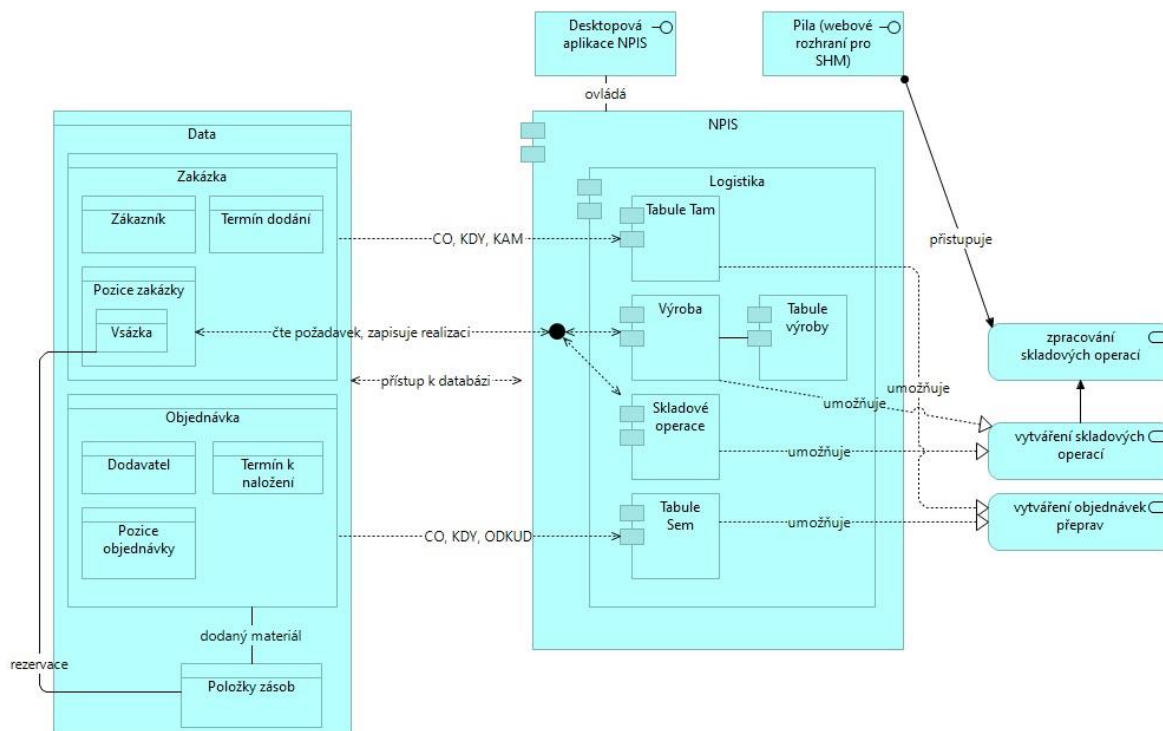 Desktopová
aplikace NPIS
Pila (webové
rozhraní pro
SHM)
ovládá
Data
Zakázka
Zákazník
Termín dodání
Pozice zakázky
Vsázka
CO, KDY, KAM
čte požadavek, zapisuje realizaci
přístup k databázi
Objednávka
Dodavatel
Termín k
naložení
Pozice
objednávky
CO, KDY, ODKUD
dodaný materiál
rezervace
Položky zásob
NPIS
Logistika
Tabule Tam
Výroba
Tabule
výroby
Skladové
operace
Tabule
Sem
přistupuje
umožňuje
umožňuje
umožňuje
umožňuje
zpracování
skladových operací
vytváření skladových
operací
vytváření objednávek
přeprav